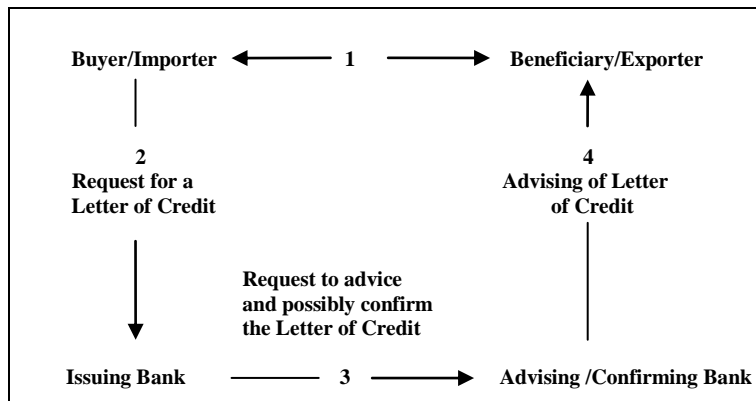 Buyer/Importer 1 Beneficiary/Exporter
2
Request for a
Letter of Credit
4
Advising of Letter
of Credit
Request to advice
and possibly confirm
the Letter of Credit
Issuing Bank 3 Advising /Confirming Bank